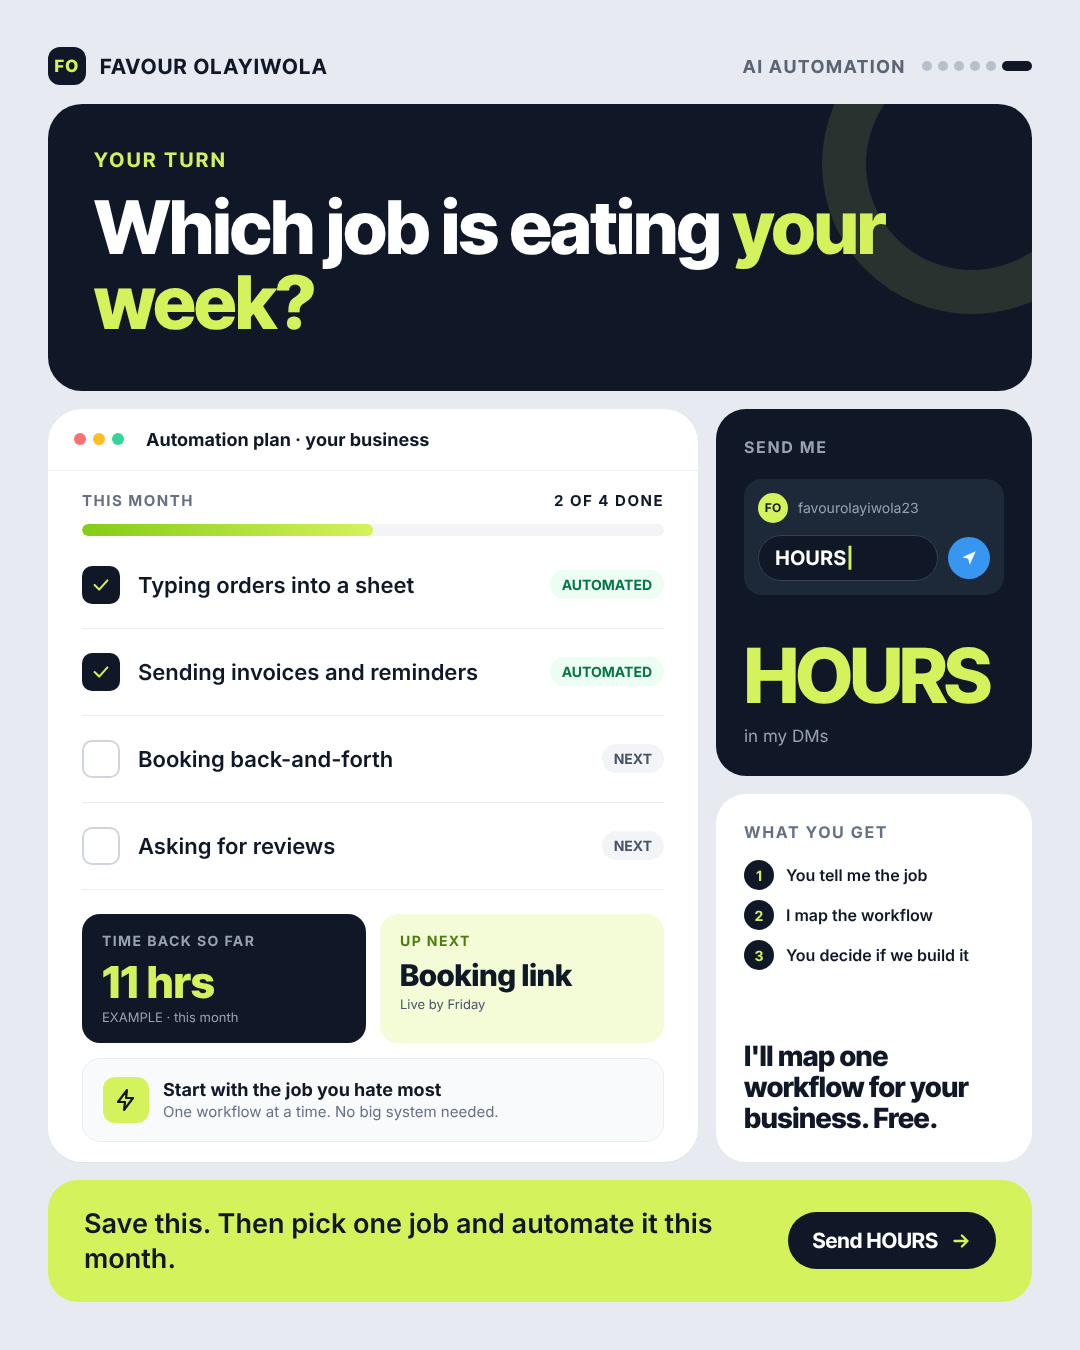 FO FAVOUR OLAYIWOLA
AI AUTOMATION
YOUR TURN
Which job is eating your
week?
Automation plan · your business
THIS MONTH
2 OF 4 DONE
Typing orders into a sheet
AUTOMATED
Sending invoices and reminders
AUTOMATED
Booking back-and-forth
NEXT
Asking for reviews
NEXT
TIME BACK SO FAR
11 hrs
EXAMPLE · this month
UP NEXT
Booking link
Live by Friday
Start with the job you hate most
One workflow at a time. No big system needed.
SEND ME
FO favourolayiwola23
HOURS
HOURS
in my DMs
WHAT YOU GET
1 You tell me the job
2 I map the workflow
3 You decide if we build it
I'll map one
workflow for your
business. Free.
Save this. Then pick one job and automate it this
month.
Send HOURS →